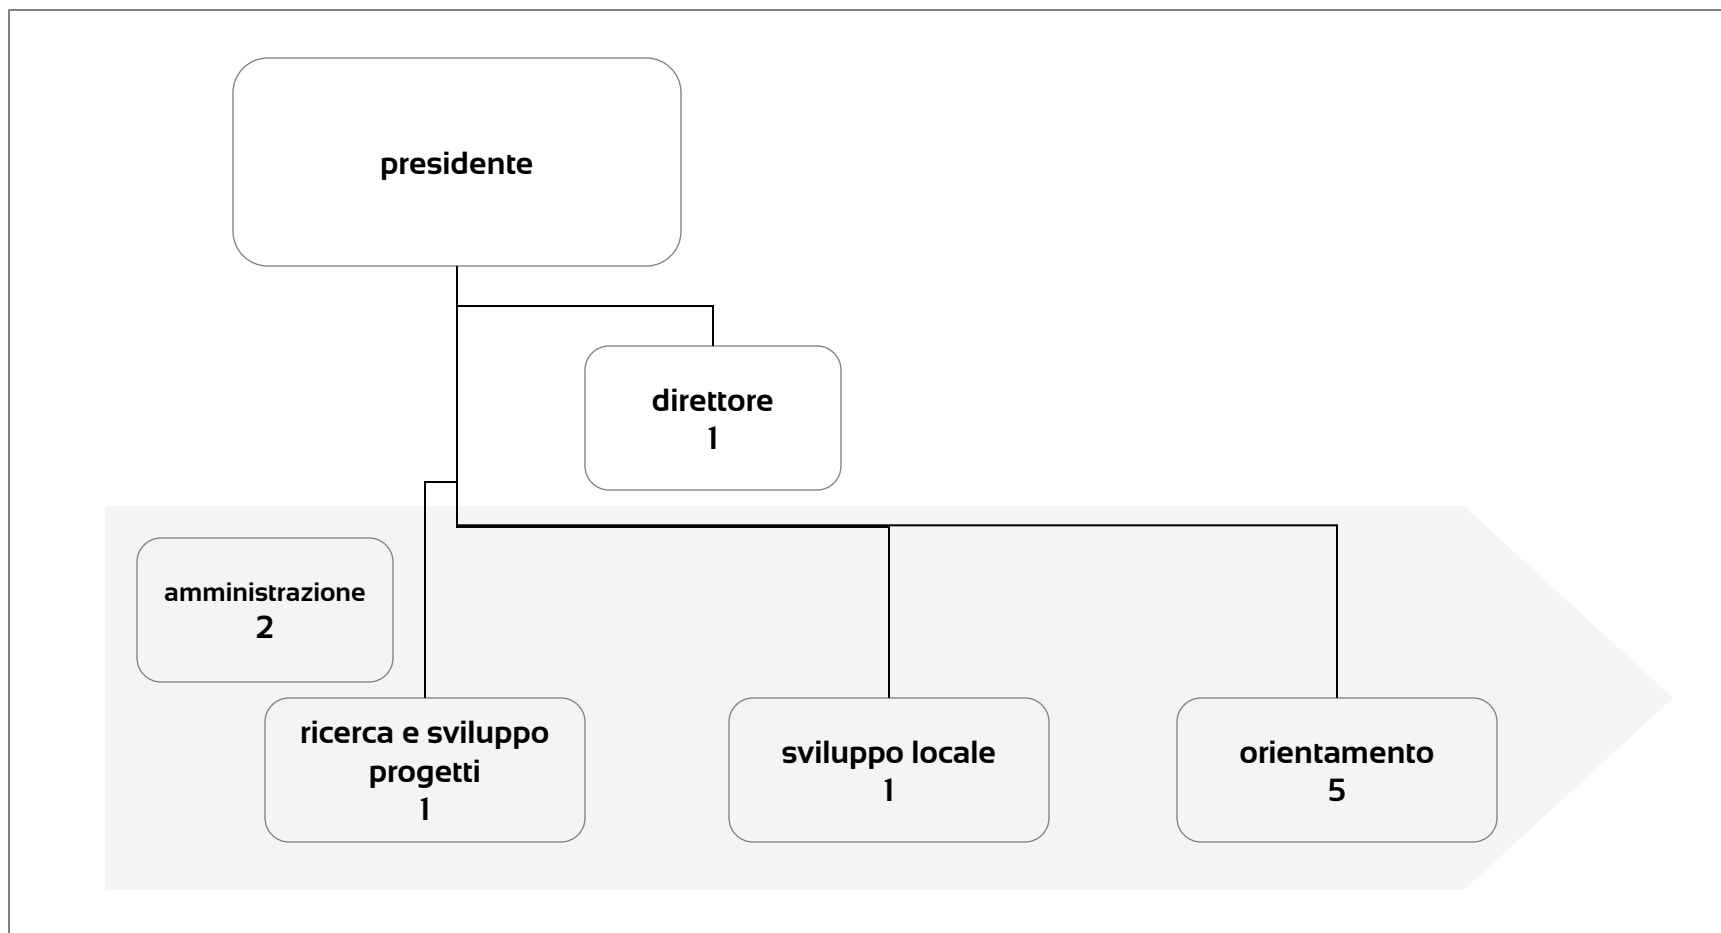 presidente
direttore
1
amministrazione
2
ricerca e sviluppo
progetti
1
sviluppo locale
1
orientamento
5